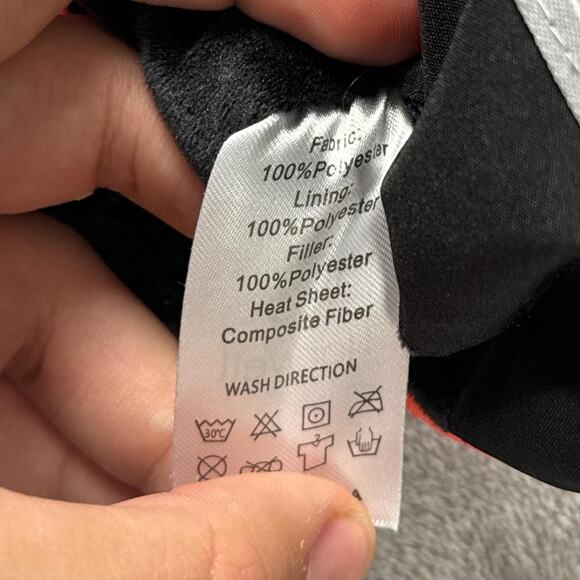 Fabric:
100%Polyester
Lining:
100%Polyester
Filler:
100%Polyester
Heat Sheet:
Composite Fiber
WASH DIRECTION
30°C
A